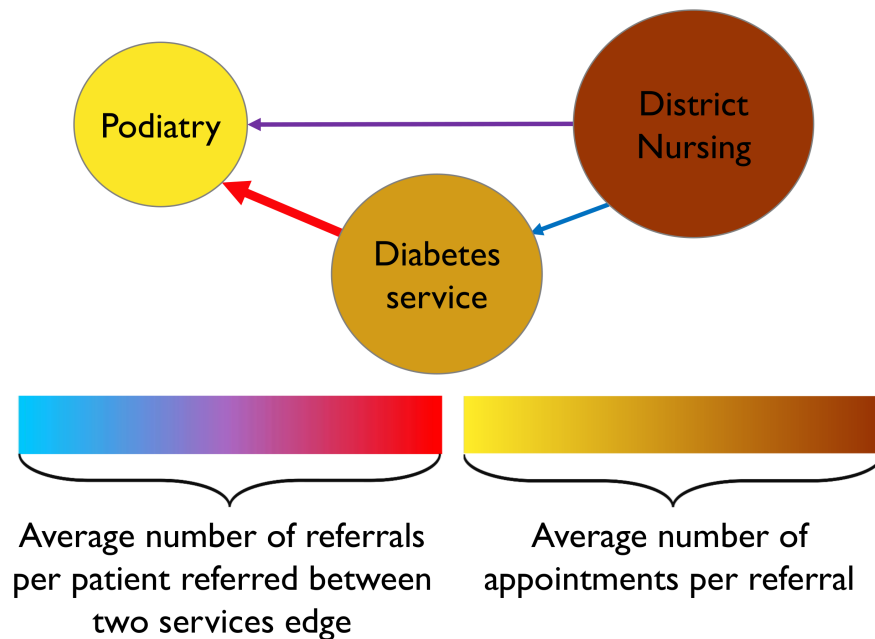 Podiatry
District
Nursing
Diabetes
service
Average number of referrals
per patient referred between
two services edge
Average number of
appointments per referral